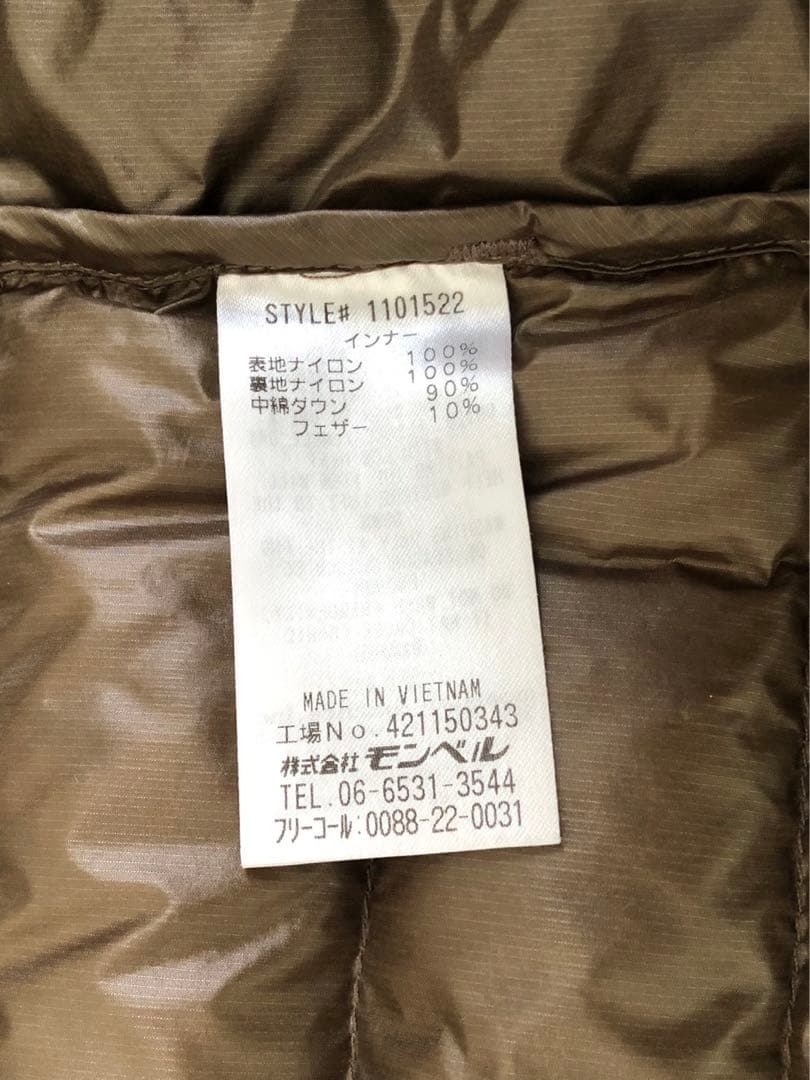 STYLE# 1101522
インナー
表地ナイロン 100%
裏地ナイロン 100%
中綿ダウン 90%
フェザー 10%
MADE IN VIETNAM
工場No.421150343
株式会社 モンベル
TEL.06-6531-3544
フリーコール:0088-22-0031